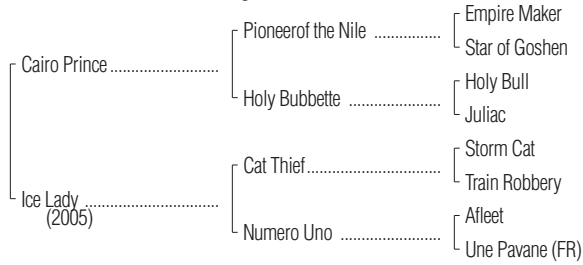 Empire Maker
Pioneerof the Nile ................
Star of Goshen
Cairo Prince ..........................
Holy Bull
Holy Bubbette ......................
Juliac
Storm Cat
Cat Thief................................
Train Robbery
Ice Lady ................................
(2005)
Afleet
Numero Uno ........................
Une Pavane (FR)